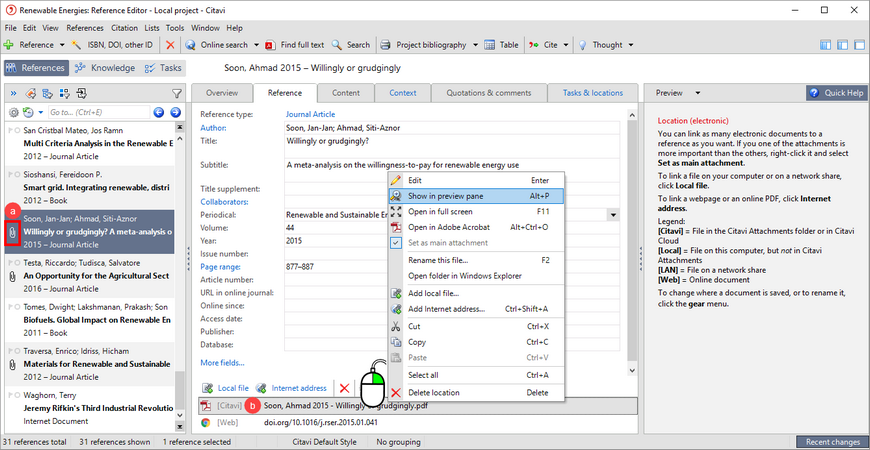 Renewable Energies: Reference Editor - Local project - Citavi
File Edit View References Citation Lists Tools Window Help
Reference ISBN, DOI, other ID Online search Find full text Search Project bibliography Table Cite Thought
References Knowledge Tasks Soon, Ahmad 2015 – Willingly or grudgingly
Overview Reference Content Context Quotations & comments Tasks & locations Preview Quick Help
Go to... (Ctrl+E)
San Cristbal Mateo, Jos Ramn
Multi Criteria Analysis in the Renewable E
2012 – Journal Article
Sioshansi, Fereidoon P.
Smart grid. Integrating renewable, distri
2012 – Book
a
Soon, Jan-Jan; Ahmad, Siti-Aznor
Willingly or grudgingly? A meta-analysis o
2015 – Journal Article
Testa, Riccardo; Tudisca, Salvatore
An Opportunity for the Agricultural Sect
2016 – Journal Article
Tomes, Dwight; Lakshmanan, Prakash; Son
Biofuels. Global Impact on Renewable En
2011 – Book
Traversa, Enrico; Idriss, Hicham
Materials for Renewable and Sustainable
2012 – Journal Article
Waghorn, Terry
Jeremy Rifkin's Third Industrial Revolutio
Internet Document
Reference type: Journal Article
Author: Soon, Jan-Jan; Ahmad, Siti-Aznor
Title: Willingly or grudgingly?
Subtitle: A meta-analysis on the willingness-to-pay for renewable energy use
Title supplement:
Collaborators:
Periodical: Renewable and Sustainable En
Volume: 44
Year: 2015
Issue number:
Page range: 877–887
Article number:
URL in online journal:
Online since:
Access date:
Publisher:
Database:
More fields...
Local file Internet address
[Citavi] b Soon, Ahmad 2015 - Willingly or grudgingly.pdf
[Web] doi.org/10.1016/j.rser.2015.01.041
Edit Enter
Show in preview pane Alt+P
Open in full screen F11
Open in Adobe Acrobat Alt+Ctrl+O
Set as main attachment
Rename this file... F2
Open folder in Windows Explorer
Add local file...
Add Internet address... Ctrl+Shift+A
Cut Ctrl+X
Copy Ctrl+C
Paste Ctrl+V
Select all Ctrl+A
Delete location Delete
Location (electronic)
You can link as many electronic documents to a
reference as you want. If you one of the attachments is
more important than the others, right-click it and select
Set as main attachment.
To link a file on your computer or on a network share,
click Local file.
To link a webpage or an online PDF, click Internet
address.
Legend:
[Citavi] = File in the Citavi Attachments folder or in Citavi
Cloud
[Local] = File on this computer, but not in Citavi
Attachments
[LAN] = File on a network share
[Web] = Online document
To change where a document is saved, or to rename it,
click the gear menu.
31 references total 31 references shown 1 reference selected Citavi Default Style No grouping Recent changes